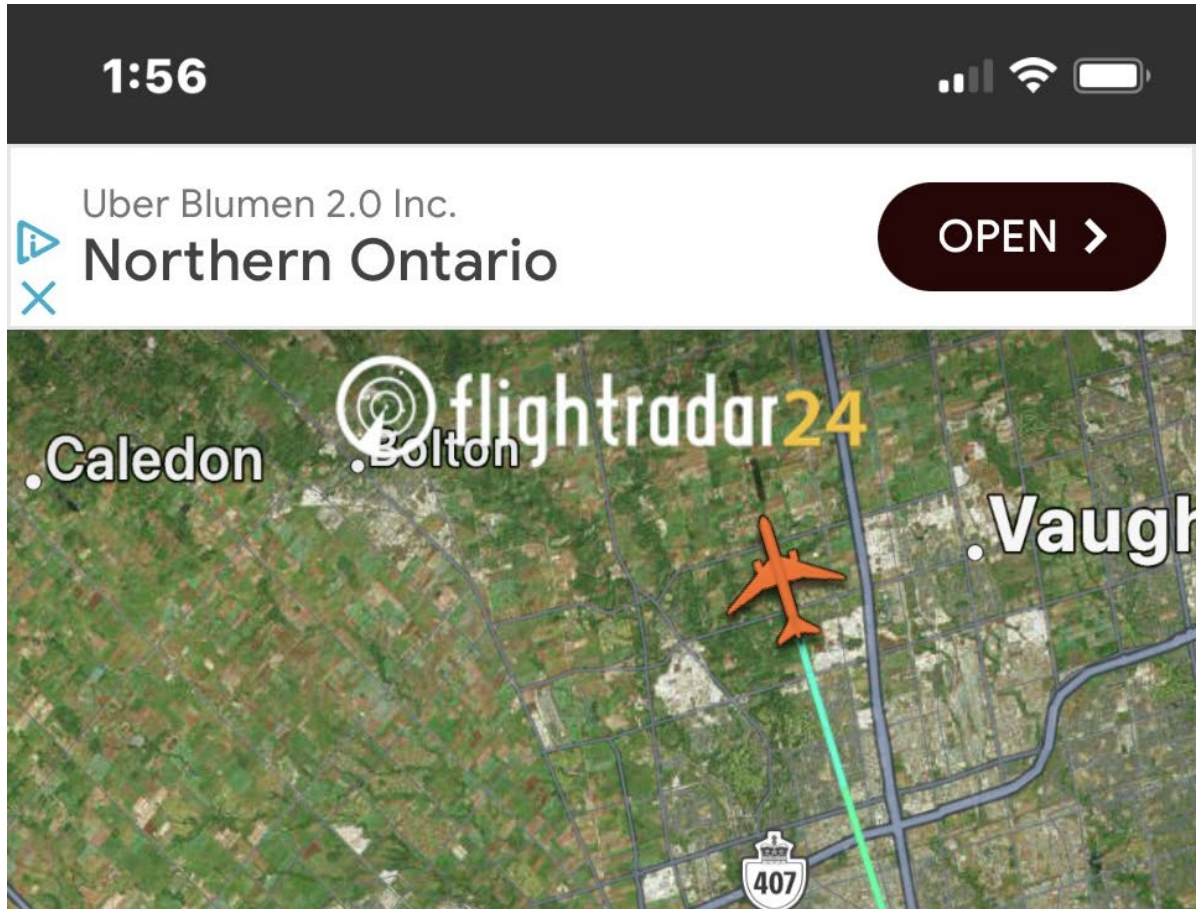 1:56
Uber Blumen 2.0 Inc.
Northern Ontario
OPEN
flightradar24
Caledon
Bolton
Vaugh
407